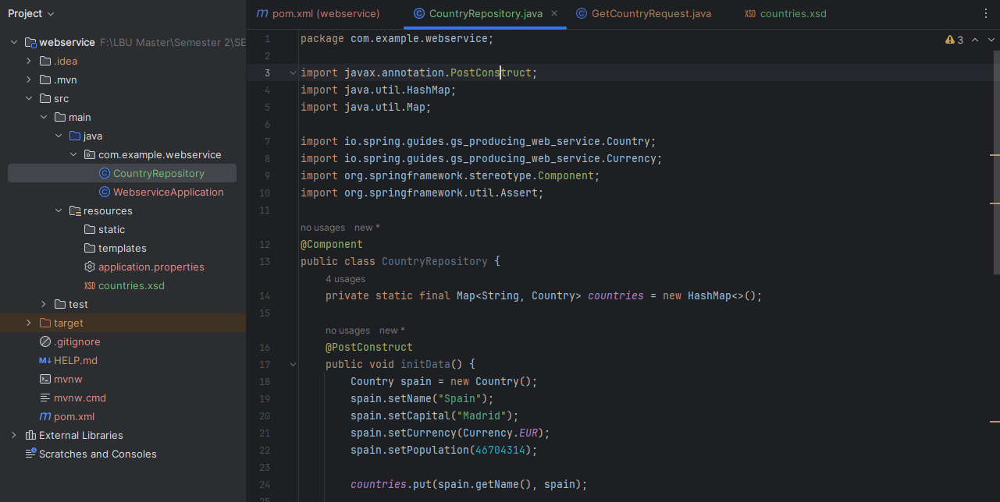 Project
webservice F:\LBU Master\Semester 2\SE
.idea
.mvn
src
main
java
com.example.webservice
CountryRepository
WebserviceApplication
resources
static
templates
application.properties
countries.xsd
test
target
.gitignore
HELP.md
mvnw
mvnw.cmd
pom.xml
External Libraries
Scratches and Consoles
pom.xml (webservice) CountryRepository.java GetCountryRequest.java countries.xsd
3
1 package com.example.webservice;
2
3 import javax.annotation.PostConstruct;
4 import java.util.HashMap;
5 import java.util.Map;
6
7 import io.spring.guides.gs_producing_web_service.Country;
8 import io.spring.guides.gs_producing_web_service.Currency;
9 import org.springframework.stereotype.Component;
10 import org.springframework.util.Assert;
11
no usages new *
12 @Component
13 public class CountryRepository {
4 usages
14 private static final Map<String, Country> countries = new HashMap<>();
15
no usages new *
16 @PostConstruct
17 public void initData() {
18 Country spain = new Country();
19 spain.setName("Spain");
20 spain.setCapital("Madrid");
21 spain.setCurrency(Currency.EUR);
22 spain.setPopulation(46704314);
23
24 countries.put(spain.getName(), spain);
25